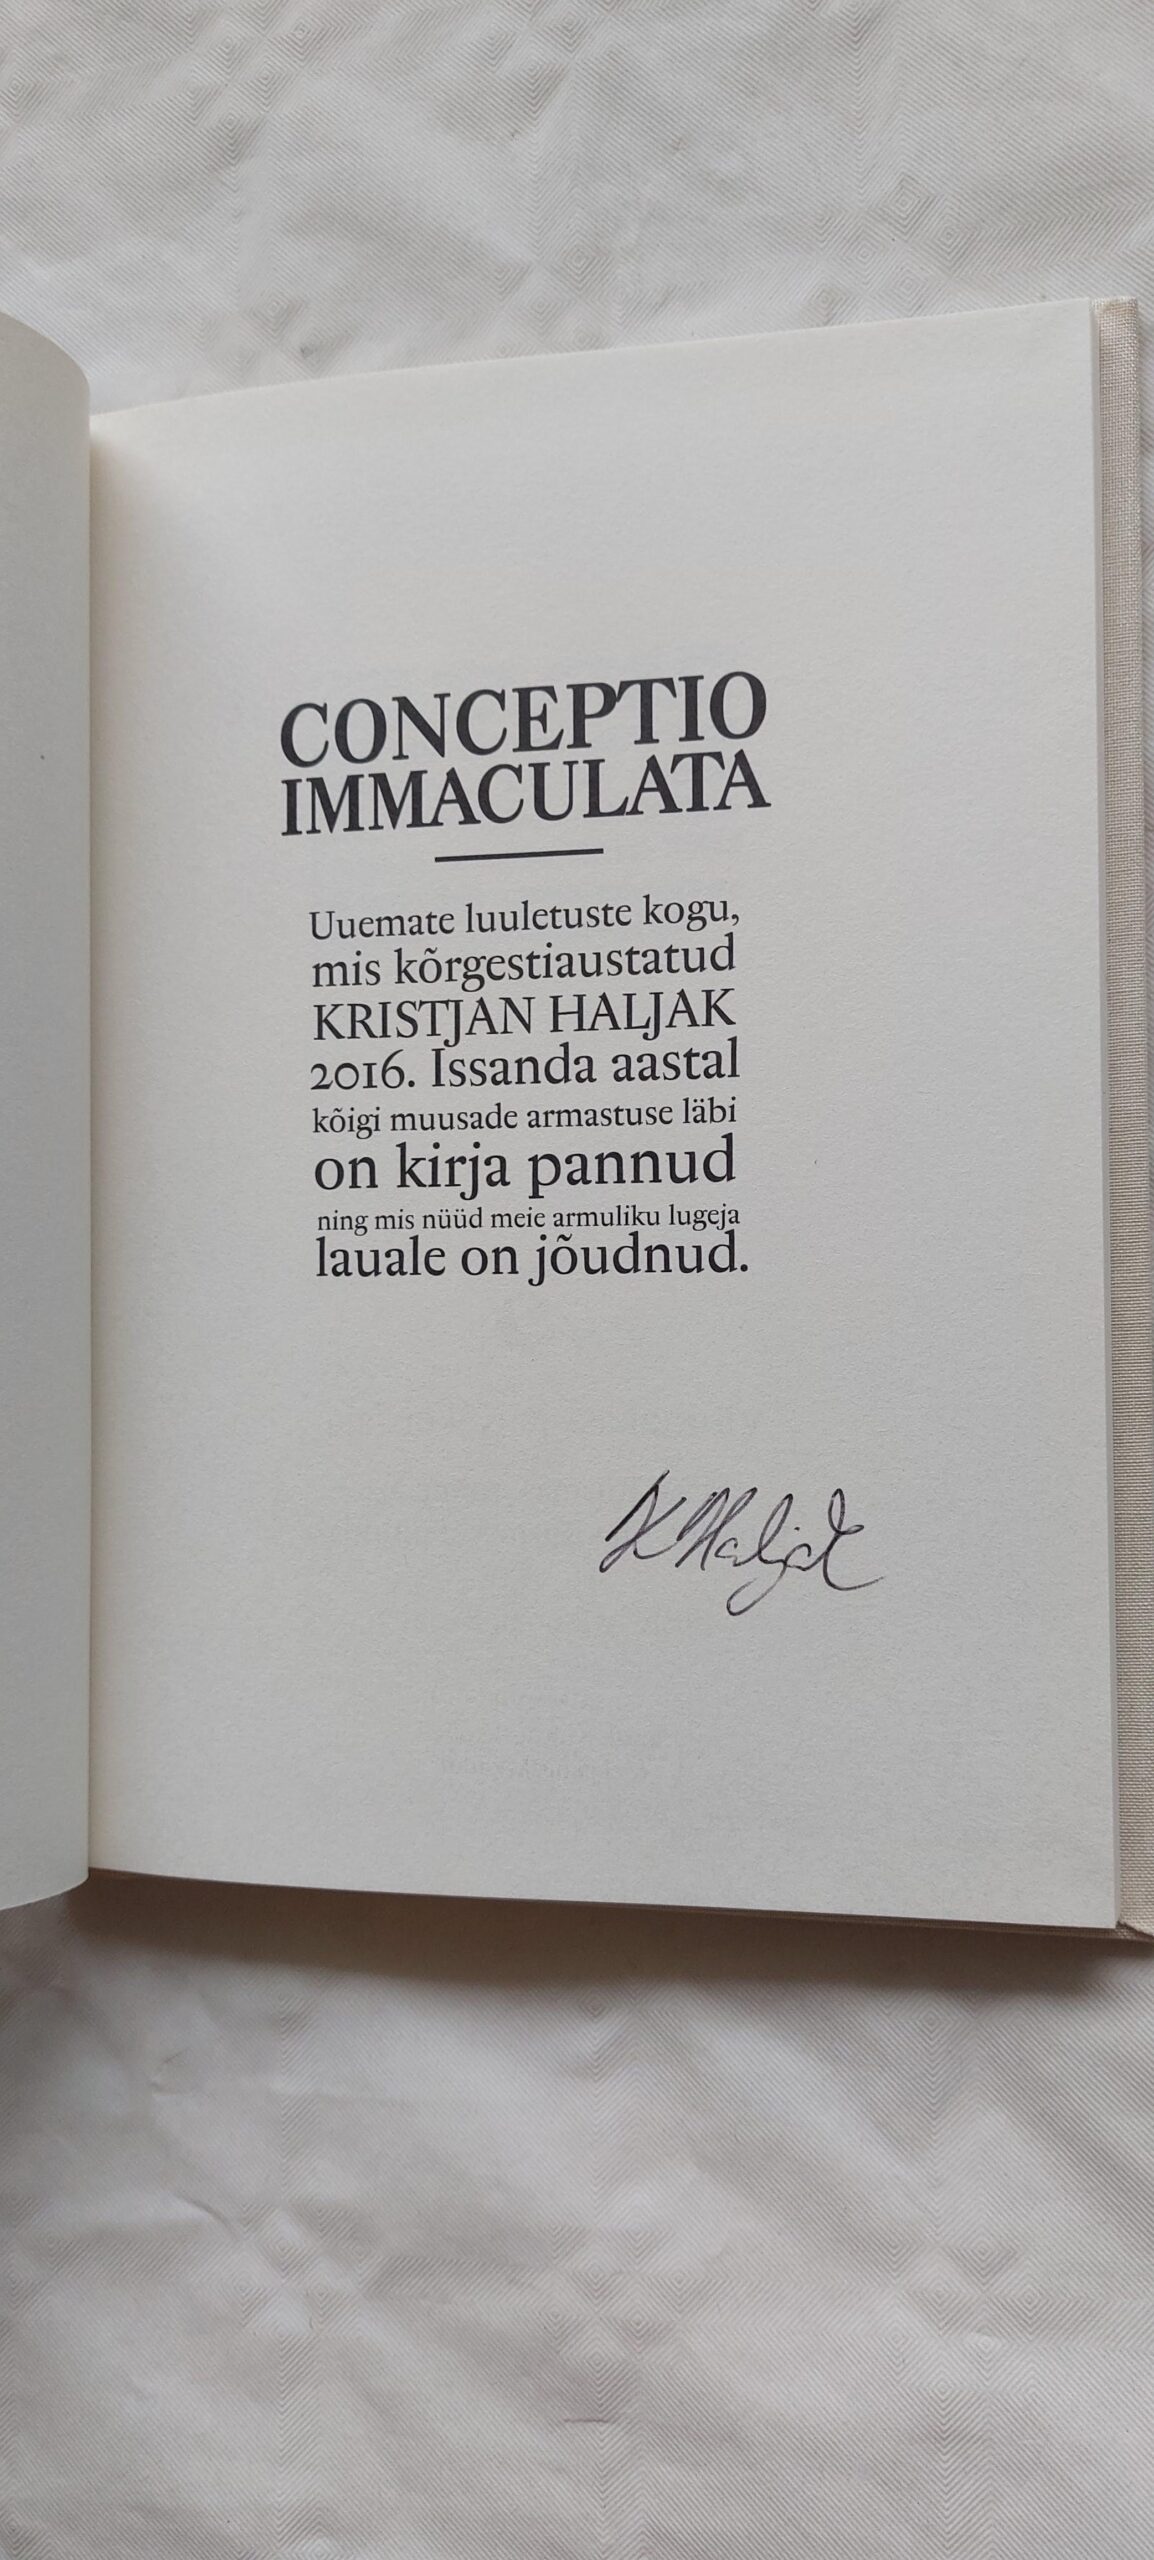 CONCEPTIO
IMMACULATA
Uuemate luuletuste kogu,
mis kõrgestiaustatud
KRISTJAN HALJAK
2016. Issanda aastal
kõigi muusade armastuse läbi
on kirja pannud
ning mis nüüd meie armuliku lugeja
lauale on jõudnud.
K Haljak